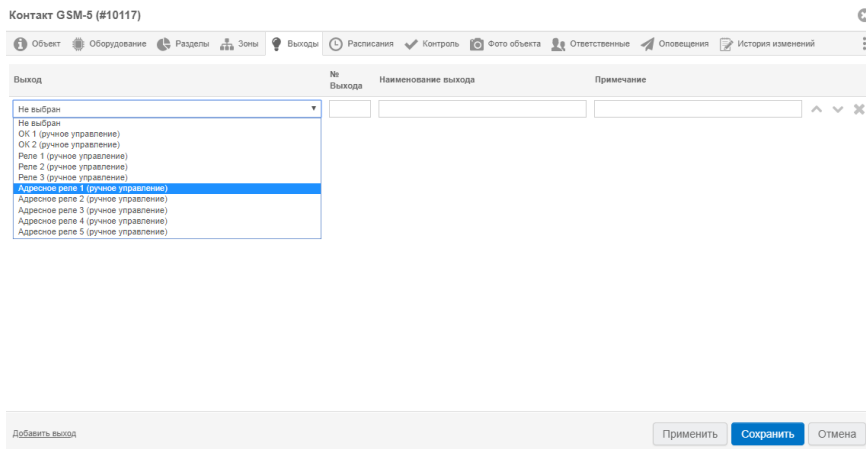 Контакт GSM-5 (#10117)
Объект Оборудование Разделы Зоны Выходы Расписания Контроль Фото объекта Ответственные Оповещения История изменений
Выход № Выхода Наименование выхода Примечание
Не выбран
Не выбран
ОК 1 (ручное управление)
ОК 2 (ручное управление)
Реле 1 (ручное управление)
Реле 2 (ручное управление)
Реле 3 (ручное управление)
Адресное реле 1 (ручное управление)
Адресное реле 2 (ручное управление)
Адресное реле 3 (ручное управление)
Адресное реле 4 (ручное управление)
Адресное реле 5 (ручное управление)
Добавить выход Применить Сохранить Отмена